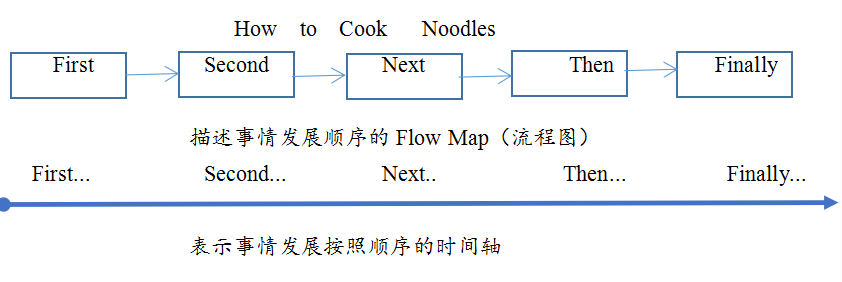 How to Cook Noodles
First Second Next Then Finally
描述事情发展顺序的 Flow Map（流程图）
First... Second... Next.. Then... Finally...
表示事情发展按照顺序的时间轴